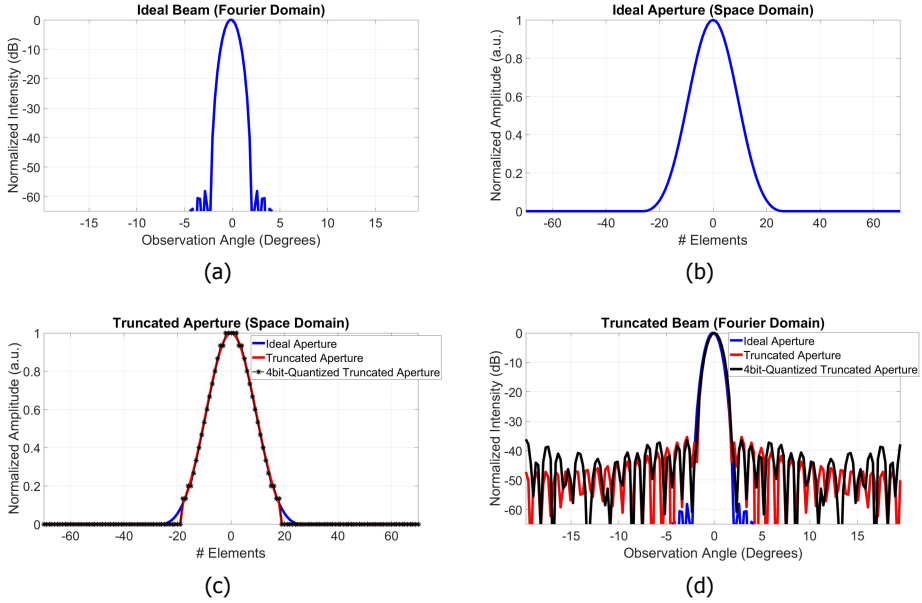 Ideal Beam (Fourier Domain)
Normalized Intensity (dB)
0
-10
-20
-30
-40
-50
-60
-15 -10 -5 0 5 10 15
Observation Angle (Degrees)
(a)
Ideal Aperture (Space Domain)
Normalized Amplitude (a.u.)
1
0.8
0.6
0.4
0.2
0
-60 -40 -20 0 20 40 60
# Elements
(b)
Truncated Aperture (Space Domain)
Normalized Amplitude (a.u.)
1
0.8
0.6
0.4
0.2
0
Ideal Aperture
Truncated Aperture
4bit-Quantized Truncated Aperture
-60 -40 -20 0 20 40 60
# Elements
(c)
Truncated Beam (Fourier Domain)
Normalized Intensity (dB)
0
-10
-20
-30
-40
-50
-60
Ideal Aperture
Truncated Aperture
4bit-Quantized Truncated Aperture
-15 -10 -5 0 5 10 15
Observation Angle (Degrees)
(d)